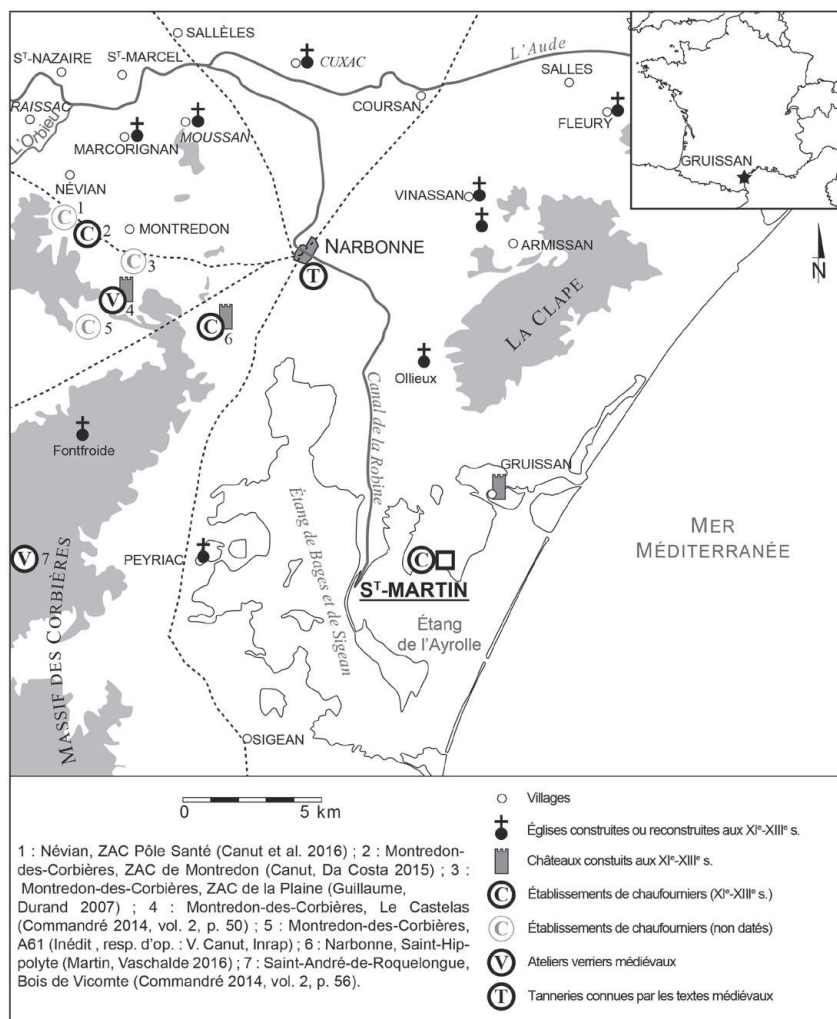 SALLÈLES
Sᵀ-NAZAIRE
Sᵀ-MARCEL
CUXAC
L'Aude
SALLES
COURSAN
RAISSAC
L'Orbieu
MARCORIGNAN
MOUSSAN
FLEURY
GRUISSAN
NÉVIAN
1
C
C
2
MONTREDON
C
3
VINASSAN
ARMISSAN
NARBONNE
T
N
V
4
C
5
C
6
LA CLAPE
Ollieux
Canal de la Robine
Fontfroide
GRUISSAN
Étang de Bages et de Sigean
MER
MÉDITERRANÉE
V
7
PEYRIAC
C
Sᵀ-MARTIN
Étang
de l'Ayrolle
MASSIF DES CORBIÈRES
SIGEAN
0 5 km
1 : Névian, ZAC Pôle Santé (Canut et al. 2016) ; 2 : Montredon-
des-Corbières, ZAC de Montredon (Canut, Da Costa 2015) ; 3 :
Montredon-des-Corbières, ZAC de la Plaine (Guillaume,
Durand 2007) ; 4 : Montredon-des-Corbières, Le Castelas
(Commandré 2014, vol. 2, p. 50) ; 5 : Montredon-des-Corbières,
A61 (Inédit , resp. d'op. : V. Canut, Inrap) ; 6 : Narbonne, Saint-Hip-
polyte (Martin, Vaschalde 2016) ; 7 : Saint-André-de-Roquelongue,
Bois de Vicomte (Commandré 2014, vol. 2, p. 56).
Villages
Églises construites ou reconstruites aux XIᵉ-XIIIᵉ s.
Châteaux constuits aux XIᵉ-XIIIᵉ s.
C Établissements de chaufourniers (XIᵉ-XIIIᵉ s.)
C Établissements de chaufourniers (non datés)
V Ateliers verriers médiévaux
T Tanneries connues par les textes médiévaux